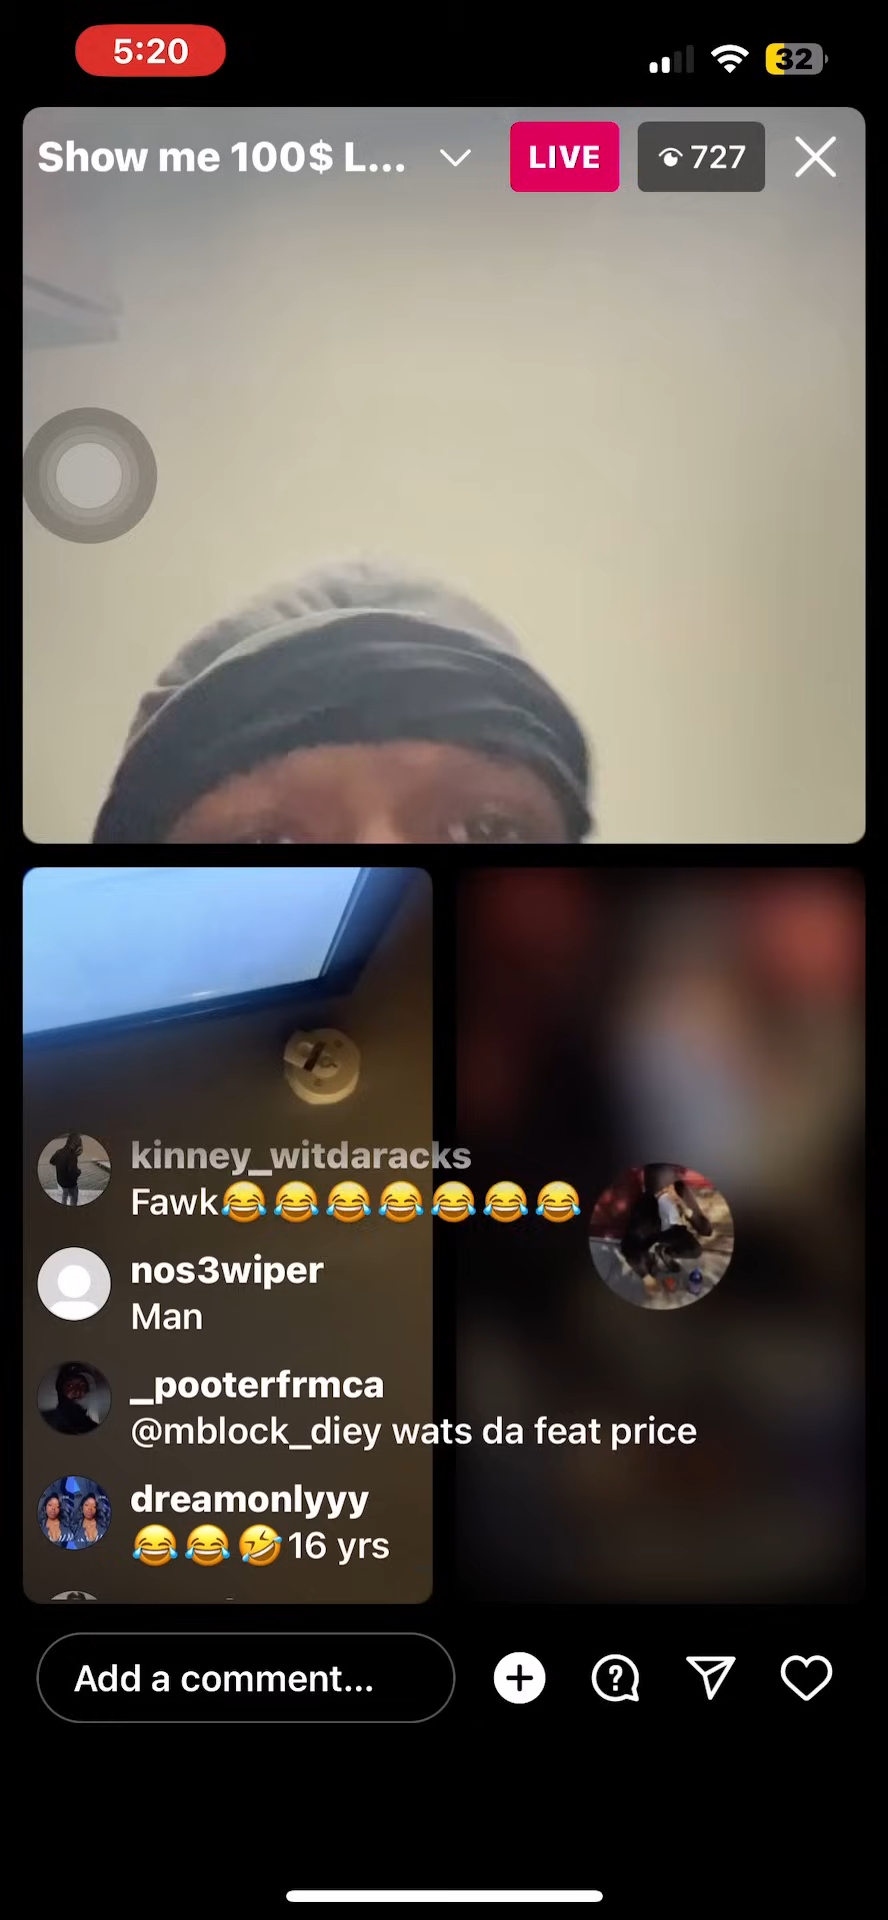 5:20
32
Show me 100$ L...
LIVE
727
kinney_witdaracks
Fawk😂😂😂😂😂😂😂
nos3wiper
Man
_pooterfrmca
@mblock_diey wats da feat price
dreamonlyyy
😂😂🤣16 yrs
Add a comment...